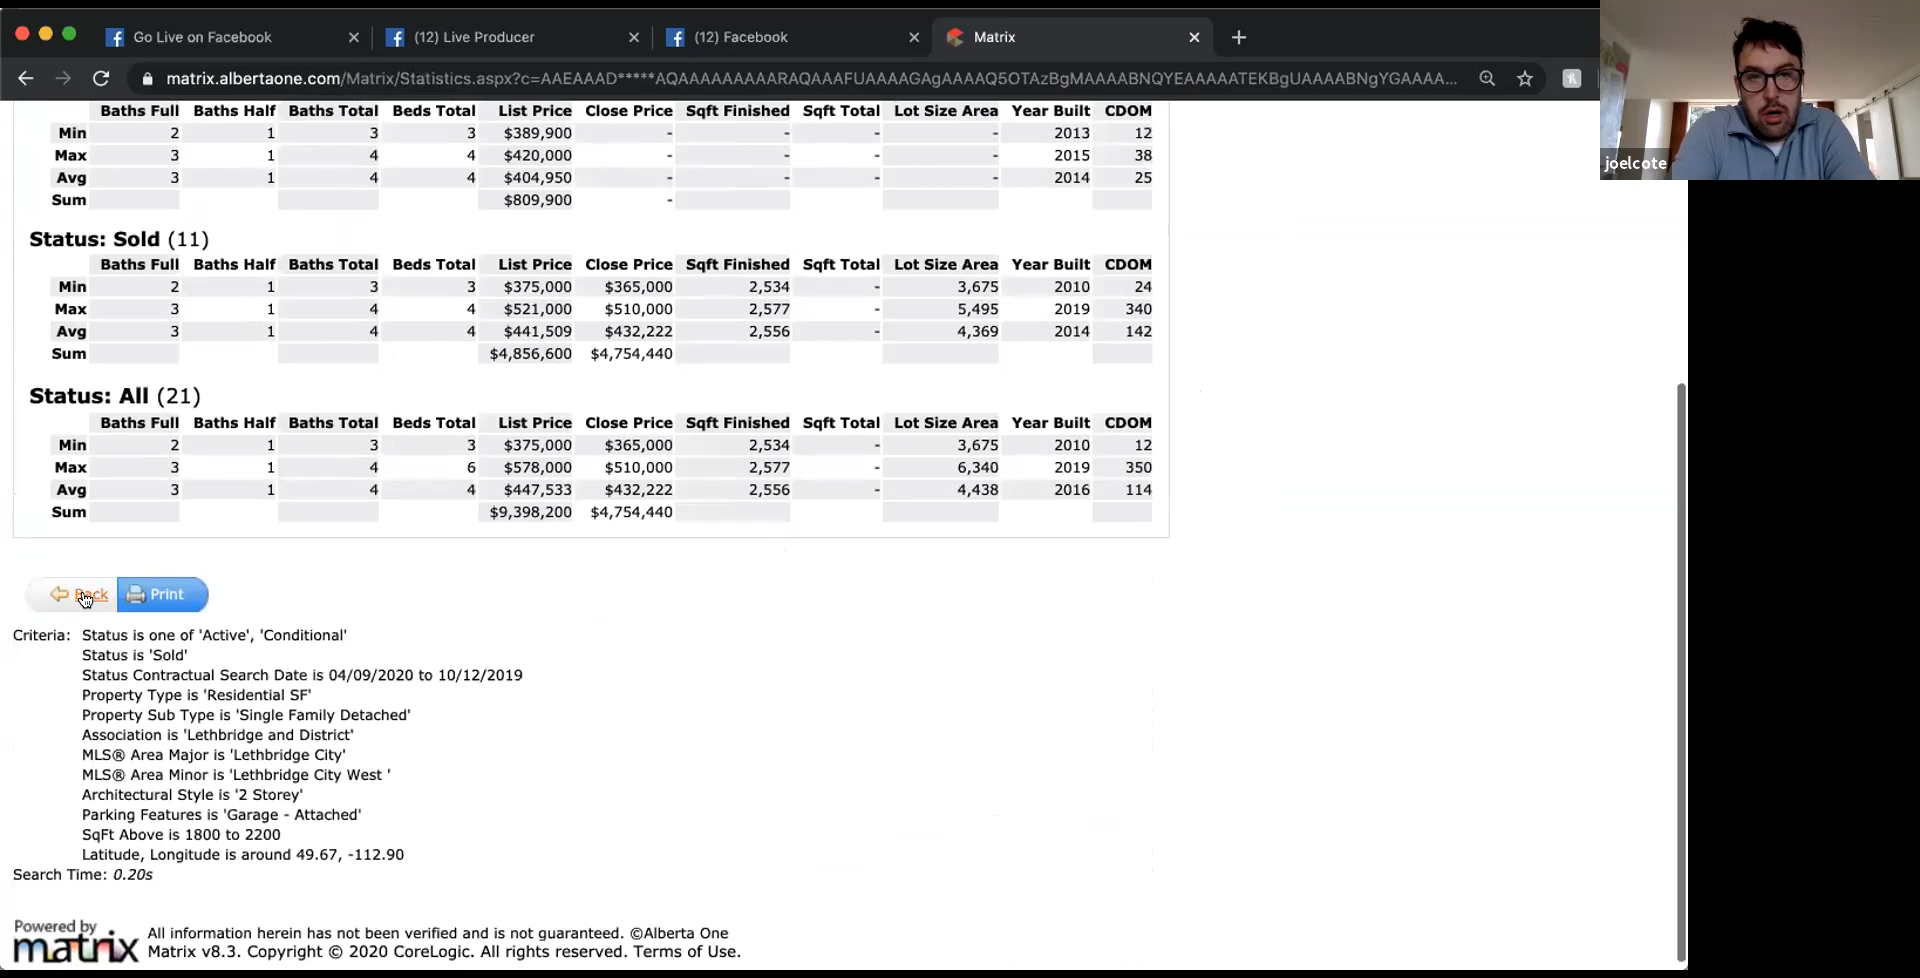 Go Live on Facebook
(12) Live Producer
(12) Facebook
Matrix
matrix.albertaone.com/Matrix/Statistics.aspx?c=AAEAAAD*****AQAAAAAAAAARAQAAAFUAAAAGAgAAAAQ5OTAzBgMAAAABNQYEAAAAATEKBgUAAAABNgYGAAAA...
joelcote
Baths Full Baths Half Baths Total Beds Total List Price Close Price Sqft Finished Sqft Total Lot Size Area Year Built CDOM
Min 2 1 3 3 $389,900 - - - - 2013 12
Max 3 1 4 4 $420,000 - - - - 2015 38
Avg 3 1 4 4 $404,950 - - - - 2014 25
Sum $809,900 -
Status: Sold (11)
Baths Full Baths Half Baths Total Beds Total List Price Close Price Sqft Finished Sqft Total Lot Size Area Year Built CDOM
Min 2 1 3 3 $375,000 $365,000 2,534 - 3,675 2010 24
Max 3 1 4 4 $521,000 $510,000 2,577 - 5,495 2019 340
Avg 3 1 4 4 $441,509 $432,222 2,556 - 4,369 2014 142
Sum $4,856,600 $4,754,440
Status: All (21)
Baths Full Baths Half Baths Total Beds Total List Price Close Price Sqft Finished Sqft Total Lot Size Area Year Built CDOM
Min 2 1 3 3 $375,000 $365,000 2,534 - 3,675 2010 12
Max 3 1 4 6 $578,000 $510,000 2,577 - 6,340 2019 350
Avg 3 1 4 4 $447,533 $432,222 2,556 - 4,438 2016 114
Sum $9,398,200 $4,754,440
Back Print
Criteria: Status is one of 'Active', 'Conditional'
Status is 'Sold'
Status Contractual Search Date is 04/09/2020 to 10/12/2019
Property Type is 'Residential SF'
Property Sub Type is 'Single Family Detached'
Association is 'Lethbridge and District'
MLS® Area Major is 'Lethbridge City'
MLS® Area Minor is 'Lethbridge City West '
Architectural Style is '2 Storey'
Parking Features is 'Garage - Attached'
SqFt Above is 1800 to 2200
Latitude, Longitude is around 49.67, -112.90
Search Time: 0.20s
Powered by
matrix
All information herein has not been verified and is not guaranteed. ©Alberta One
Matrix v8.3. Copyright © 2020 CoreLogic. All rights reserved. Terms of Use.